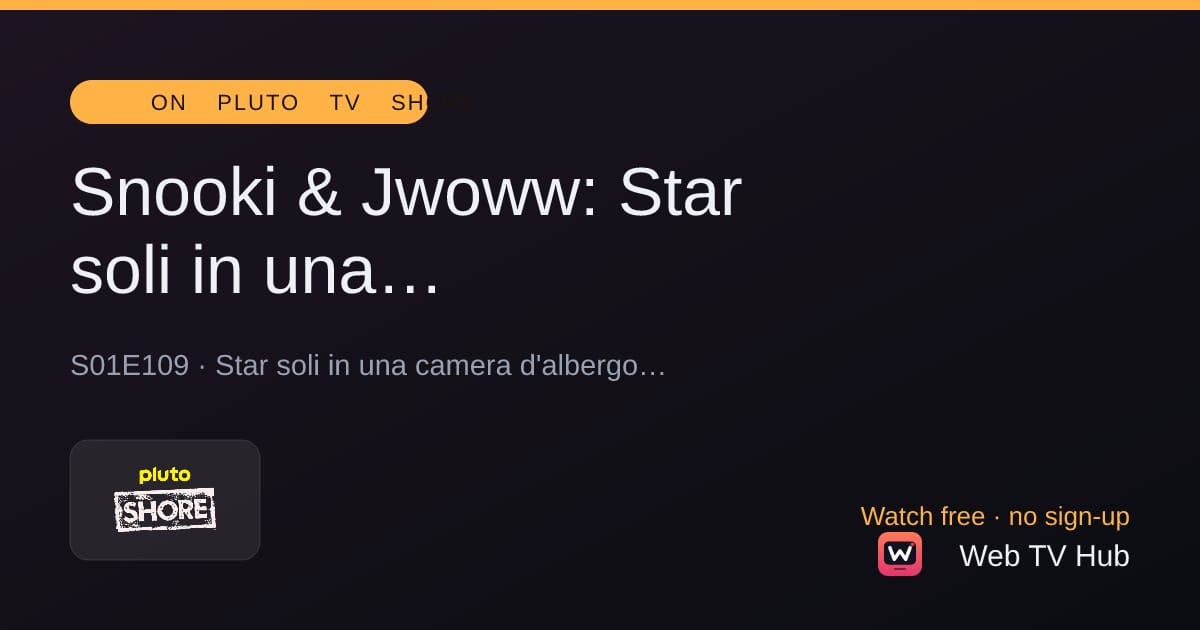 ON PLUTO TV SHORE
Snooki & Jwoww: Star
soli in una…
S01E109 · Star soli in una camera d'albergo…
pluto
SHORE
Watch free · no sign-up
W
Web TV Hub